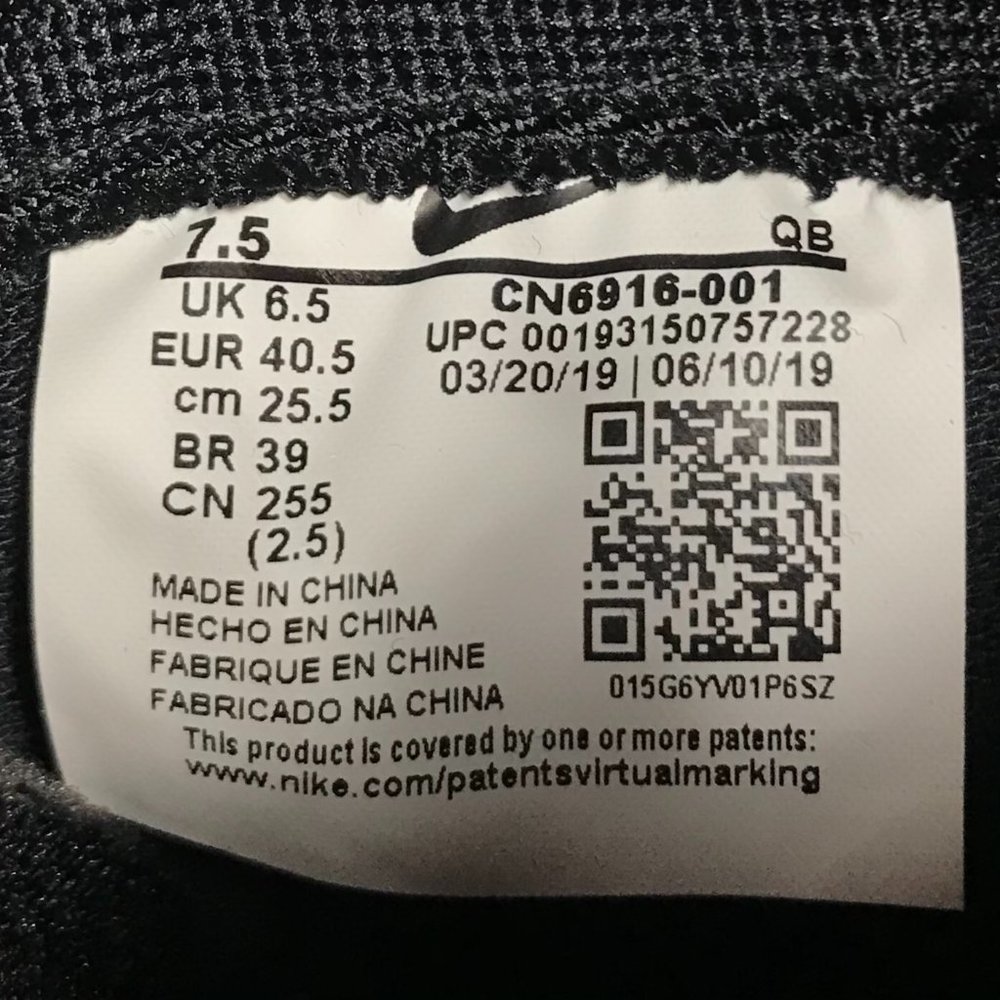 7.5
QB
UK 6.5
EUR 40.5
cm 25.5
BR 39
CN 255
(2.5)
CN6916-001
UPC 00193150757228
03/20/19 | 06/10/19
015G6YV01P6SZ
MADE IN CHINA
HECHO EN CHINA
FABRIQUE EN CHINE
FABRICADO NA CHINA
This product is covered by one or more patents:
www.nike.com/patentsvirtualmarking